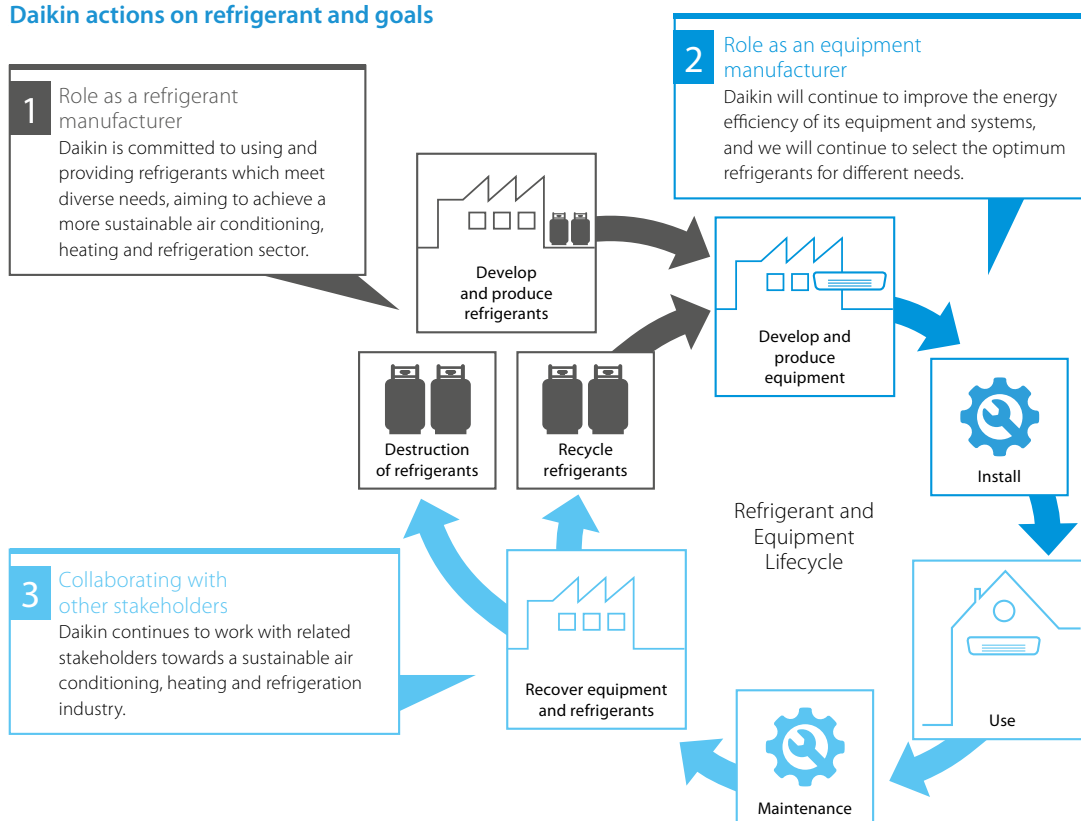 Daikin actions on refrigerant and goals
1
Role as a refrigerant
manufacturer
Daikin is committed to using and
providing refrigerants which meet
diverse needs, aiming to achieve a
more sustainable air conditioning,
heating and refrigeration sector.
2
Role as an equipment
manufacturer
Daikin will continue to improve the energy
efficiency of its equipment and systems,
and we will continue to select the optimum
refrigerants for different needs.
Develop
and produce
refrigerants
Develop and
produce
equipment
Destruction
of refrigerants
Recycle
refrigerants
Install
Refrigerant and
Equipment
Lifecycle
3
Collaborating with
other stakeholders
Daikin continues to work with related
stakeholders towards a sustainable air
conditioning, heating and refrigeration
industry.
Recover equipment
and refrigerants
Use
Maintenance